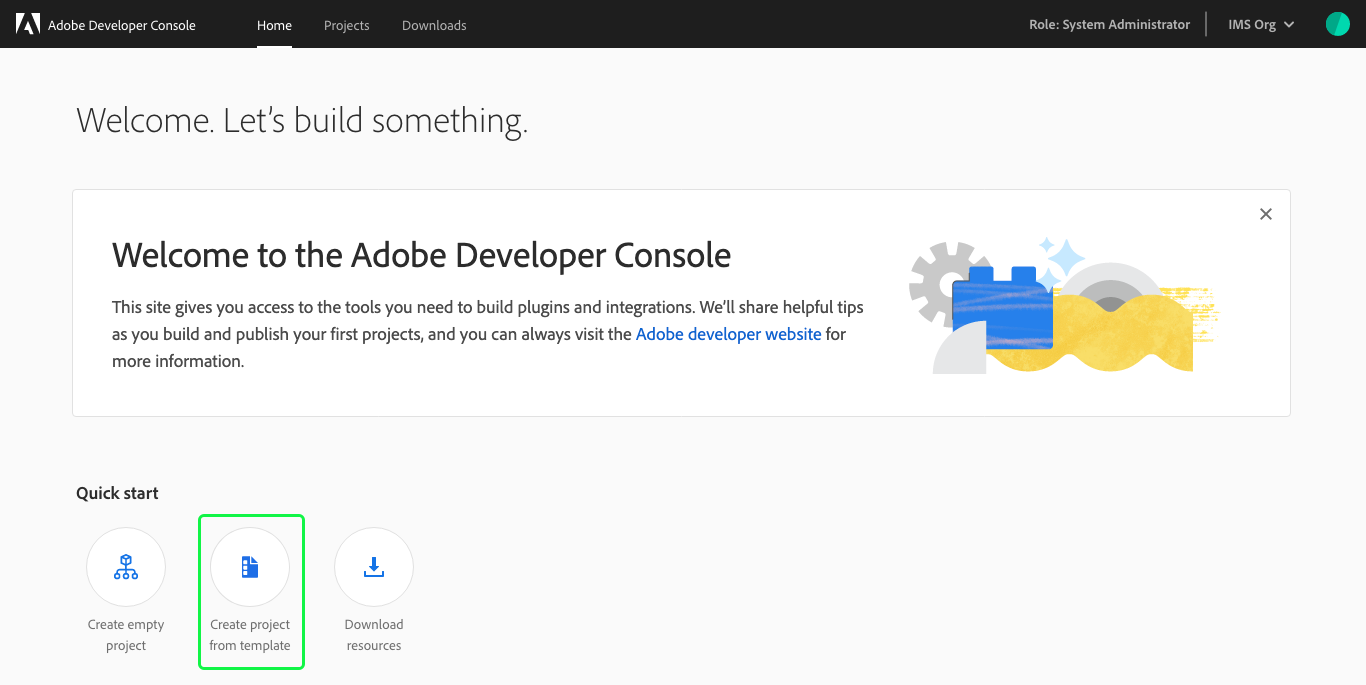 Adobe Developer Console
Home
Projects
Downloads
Role: System Administrator
IMS Org
Welcome. Let’s build something.
Welcome to the Adobe Developer Console
This site gives you access to the tools you need to build plugins and integrations. We’ll share helpful tips
as you build and publish your first projects, and you can always visit the Adobe developer website for
more information.
Quick start
Create empty
project
Create project
from template
Download
resources